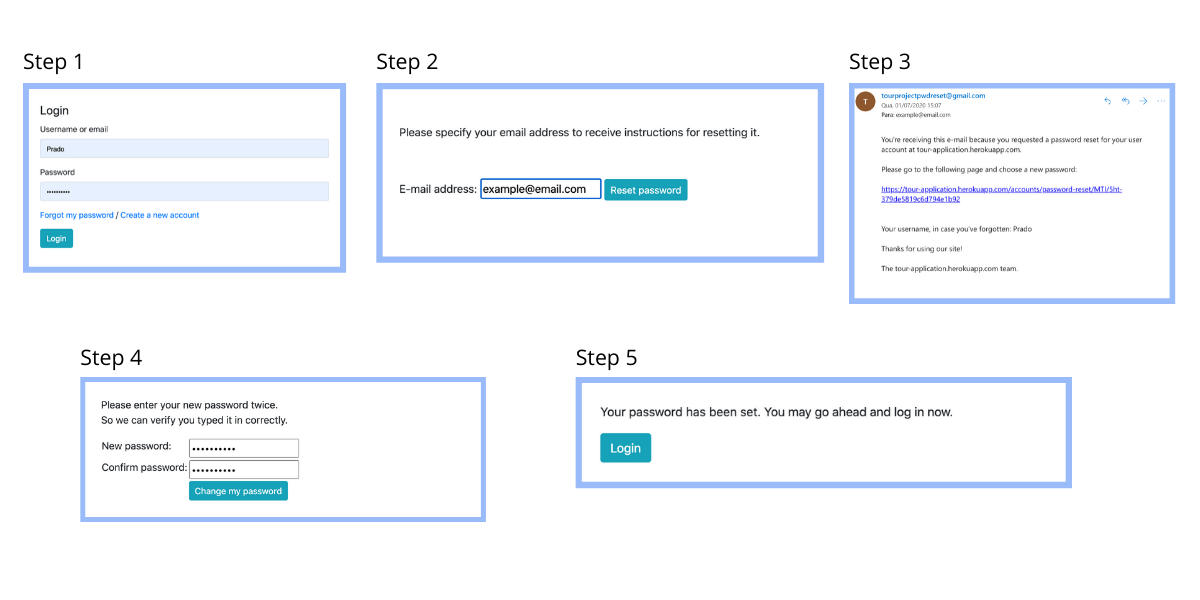 Step 1
Login
Username or email
Prado
Password
••••••••••
Forgot my password / Create a new account
Login
Step 2
Please specify your email address to receive instructions for resetting it.
E-mail address: example@email.com Reset password
Step 3
T
tourprojectpwdreset@gmail.com
Qua, 01/07/2020 15:07
Para: example@email.com
You're receiving this e-mail because you requested a password reset for your user
account at tour-application.herokuapp.com.
Please go to the following page and choose a new password:
https://tour-application.herokuapp.com/accounts/password-reset/MTI/5ht-
379de5819c6d794e1b92
Your username, in case you've forgotten: Prado
Thanks for using our site!
The tour-application.herokuapp.com team.
Step 4
Please enter your new password twice.
So we can verify you typed it in correctly.
New password: ••••••••••
Confirm password: ••••••••••
Change my password
Step 5
Your password has been set. You may go ahead and log in now.
Login